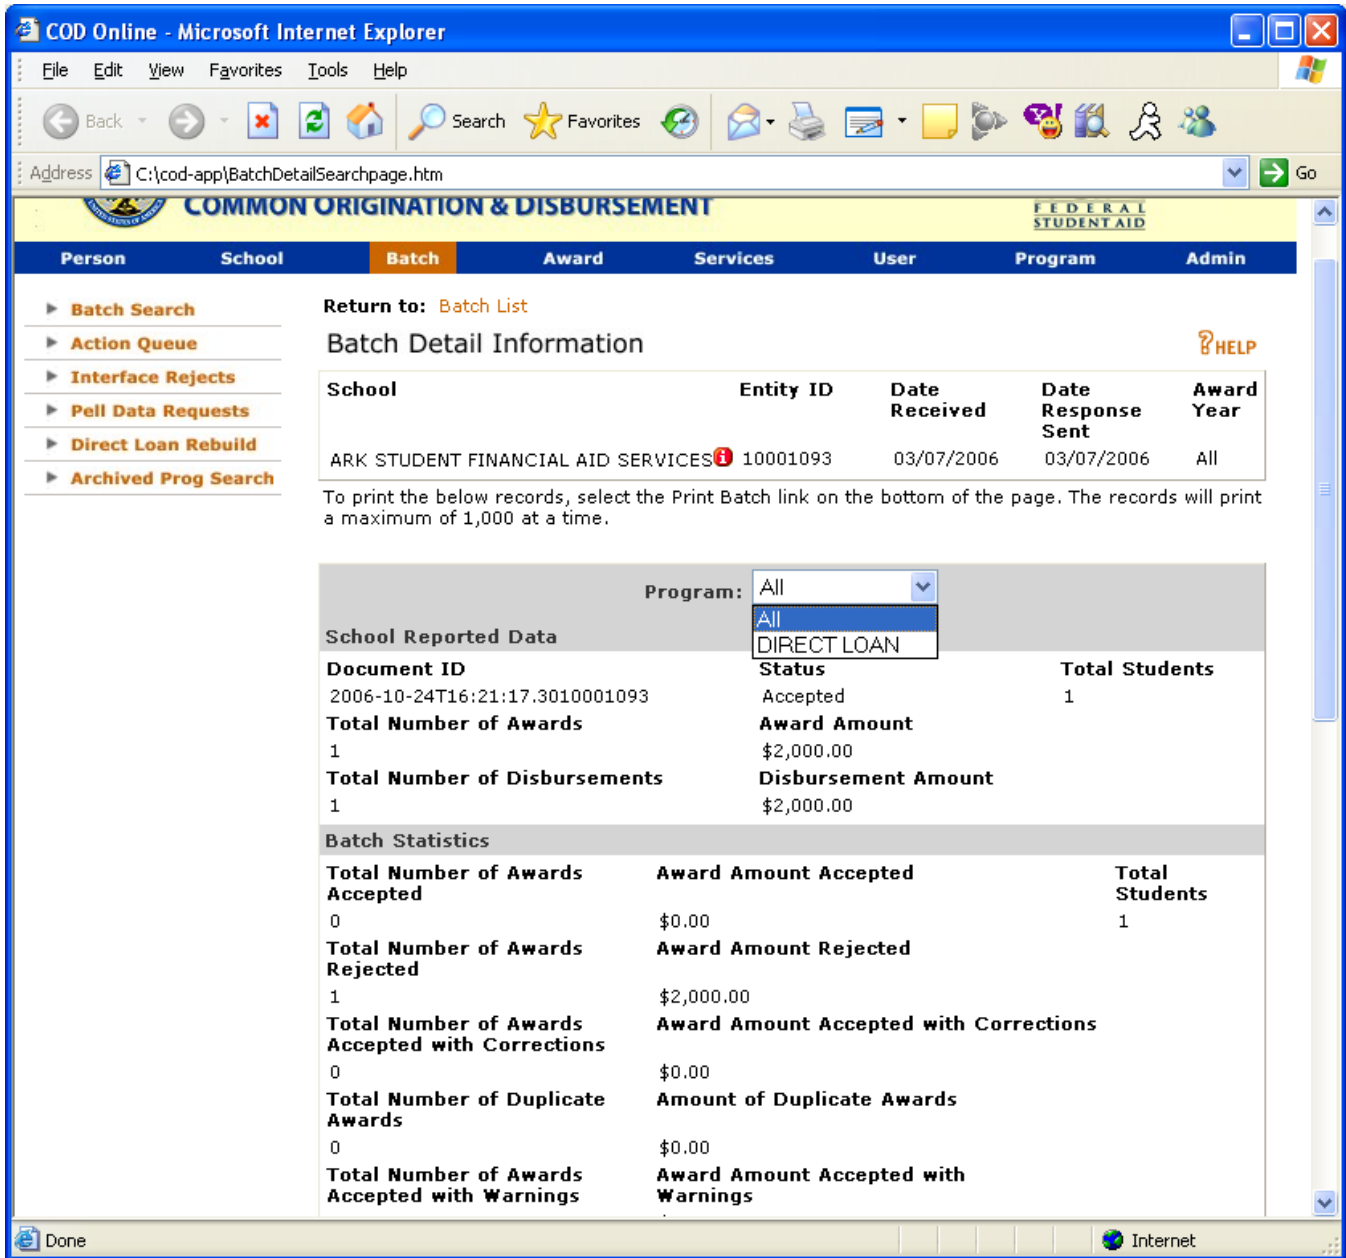 COD Online - Microsoft Internet Explorer
File Edit View Favorites Tools Help
Back Search Favorites
Address C:\cod-app\BatchDetailSearchpage.htm Go
COMMON ORIGINATION & DISBURSEMENT
FEDERAL
STUDENT AID
Person School Batch Award Services User Program Admin
Batch Search
Action Queue
Interface Rejects
Pell Data Requests
Direct Loan Rebuild
Archived Prog Search
Return to: Batch List
Batch Detail Information
HELP
School Entity ID Date Received Date Response Sent Award Year
ARK STUDENT FINANCIAL AID SERVICES 10001093 03/07/2006 03/07/2006 All
To print the below records, select the Print Batch link on the bottom of the page. The records will print
a maximum of 1,000 at a time.
Program: All
All
DIRECT LOAN
School Reported Data
Document ID Status Total Students
2006-10-24T16:21:17.3010001093 Accepted 1
Total Number of Awards Award Amount
1 $2,000.00
Total Number of Disbursements Disbursement Amount
1 $2,000.00
Batch Statistics
Total Number of Awards Accepted Award Amount Accepted Total Students
0 $0.00 1
Total Number of Awards Rejected Award Amount Rejected
1 $2,000.00
Total Number of Awards Accepted with Corrections Award Amount Accepted with Corrections
0 $0.00
Total Number of Duplicate Awards Amount of Duplicate Awards
0 $0.00
Total Number of Awards Accepted with Warnings Award Amount Accepted with Warnings
Done Internet